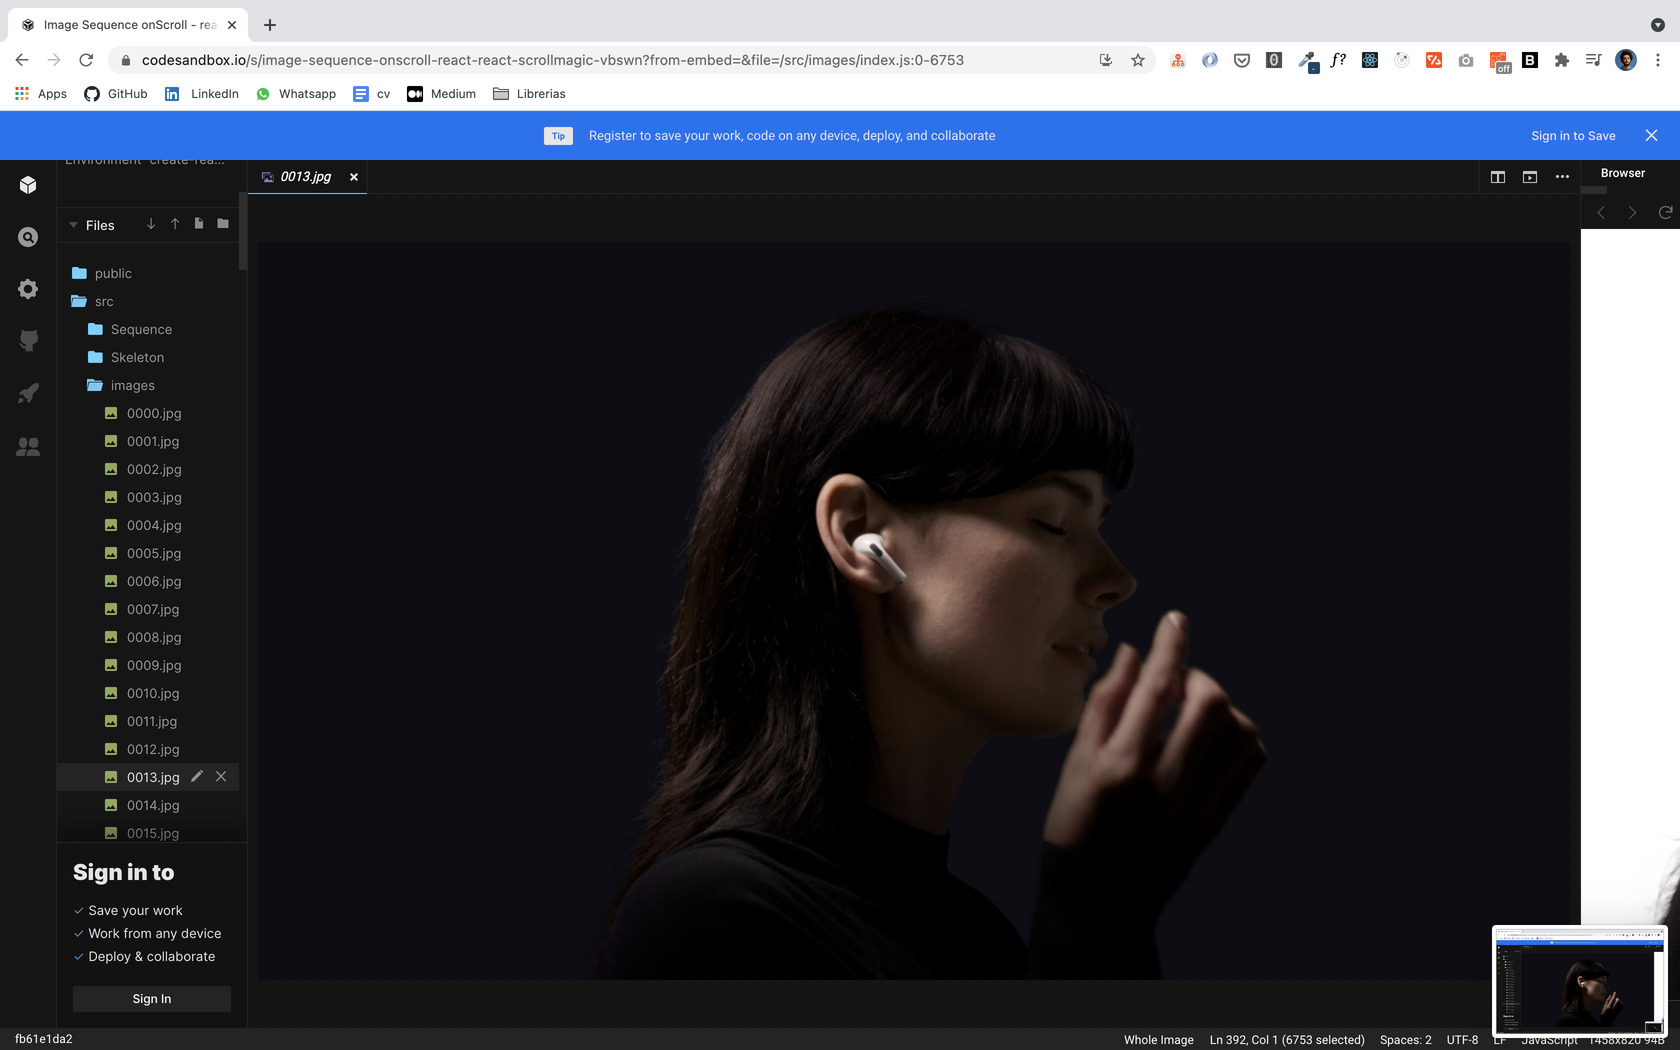 Image Sequence onScroll - rea
codesandbox.io/s/image-sequence-onscroll-react-react-scrollmagic-vbswn?from-embed=&file=/src/images/index.js:0-6753
f?
off
B
Apps
GitHub
LinkedIn
Whatsapp
cv
Medium
Librerias
Tip
Register to save your work, code on any device, deploy, and collaborate
Sign in to Save
Environment create-rea...
0013.jpg
Browser
Files
public
src
Sequence
Skeleton
images
0000.jpg
0001.jpg
0002.jpg
0003.jpg
0004.jpg
0005.jpg
0006.jpg
0007.jpg
0008.jpg
0009.jpg
0010.jpg
0011.jpg
0012.jpg
0013.jpg
0014.jpg
0015.jpg
Sign in to
Save your work
Work from any device
Deploy & collaborate
Sign In
fb61e1da2
Whole Image
Ln 392, Col 1 (6753 selected)
Spaces: 2
UTF-8
LF
JavaScript
1458x820 94B